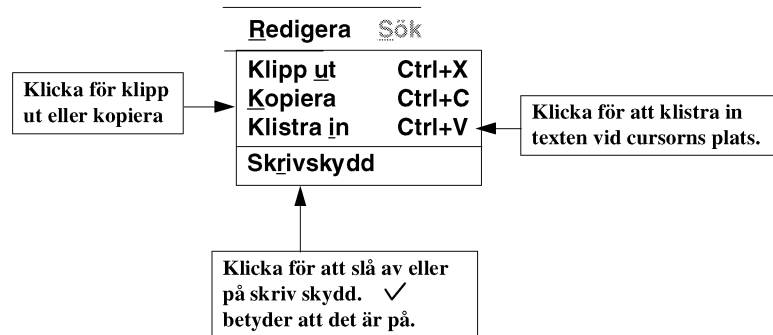 Redigera Sök
Klipp ut Ctrl+X
Kopiera Ctrl+C
Klistra in Ctrl+V
Skrivskydd
Klicka för klipp
ut eller kopiera
Klicka för att klistra in
texten vid cursorns plats.
Klicka för att slå av eller
på skriv skydd. ✓
betyder att det är på.